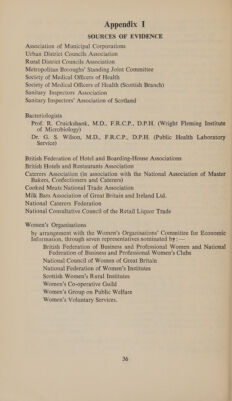 Appendix I
SOURCES OF EVIDENCE
Association of Municipal Corporations
Urban District Councils Association
Rural District Councils Association
Metropolitan Boroughs' Standing Joint Committee
Society of Medical Officers of Health
Society of Medical Officers of Health (Scottish Branch)
Sanitary Inspectors Association
Sanitary Inspectors' Association of Scotland
Bacteriologists
Prof. R. Cruickshank, M.D., F.R.C.P., D.P.H. (Wright Fleming Institute
of Microbiology)
Dr. G. S. Wilson, M.D., F.R.C.P., D.P.H. (Public Health Laboratory
Service)
British Federation of Hotel and Boarding-House Associations
British Hotels and Restaurants Association
Caterers Association (in association with the National Association of Master
Bakers, Confectioners and Caterers)
Cooked Meats National Trade Association
Milk Bars Association of Great Britain and Ireland Ltd.
National Caterers Federation
National Consultative Council of the Retail Liquor Trade
Women's Organisations
by arrangement with the Women's Organisations' Committee for Economic
Information, through seven representatives nominated by:—
British Federation of Business and Professional Women and National
Federation of Business and Professional Women's Clubs
National Council of Women of Great Britain
National Federation of Women's Institutes
Scottish Women's Rural Institutes
Women's Co-operative Guild
Women's Group on Public Welfare
Women's Voluntary Services.
36